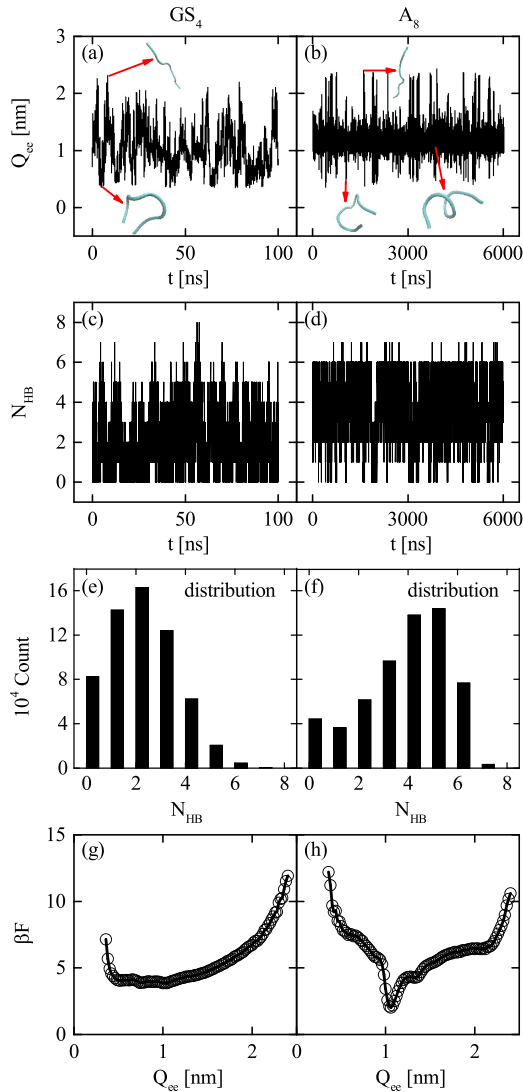 GS4 A8
(a) (b)
3
2
1
0
Qee [nm]
0 50 100 0 3000 6000
t [ns] t [ns]
(c) (d)
8
6
4
2
0
NHB
0 50 100 0 3000 6000
t [ns] t [ns]
(e) distribution (f) distribution
16
12
8
4
0
10^4 Count
0 2 4 6 8 0 2 4 6 8
NHB NHB
(g) (h)
15
10
5
0
βF
0 1 2 1 2
Qee [nm] Qee [nm]